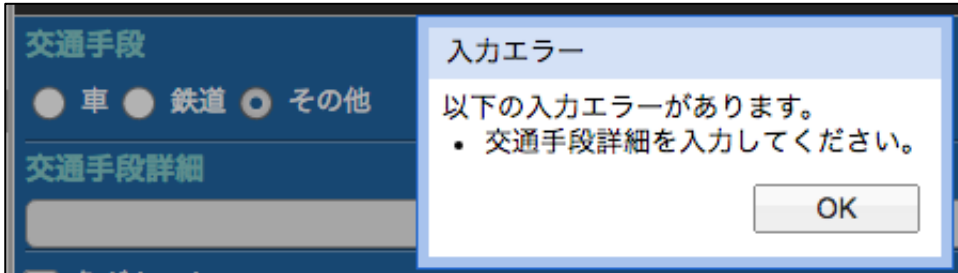 交通手段
車 鉄道 その他
交通手段詳細
入力エラー
以下の入力エラーがあります。
• 交通手段詳細を入力してください。
OK